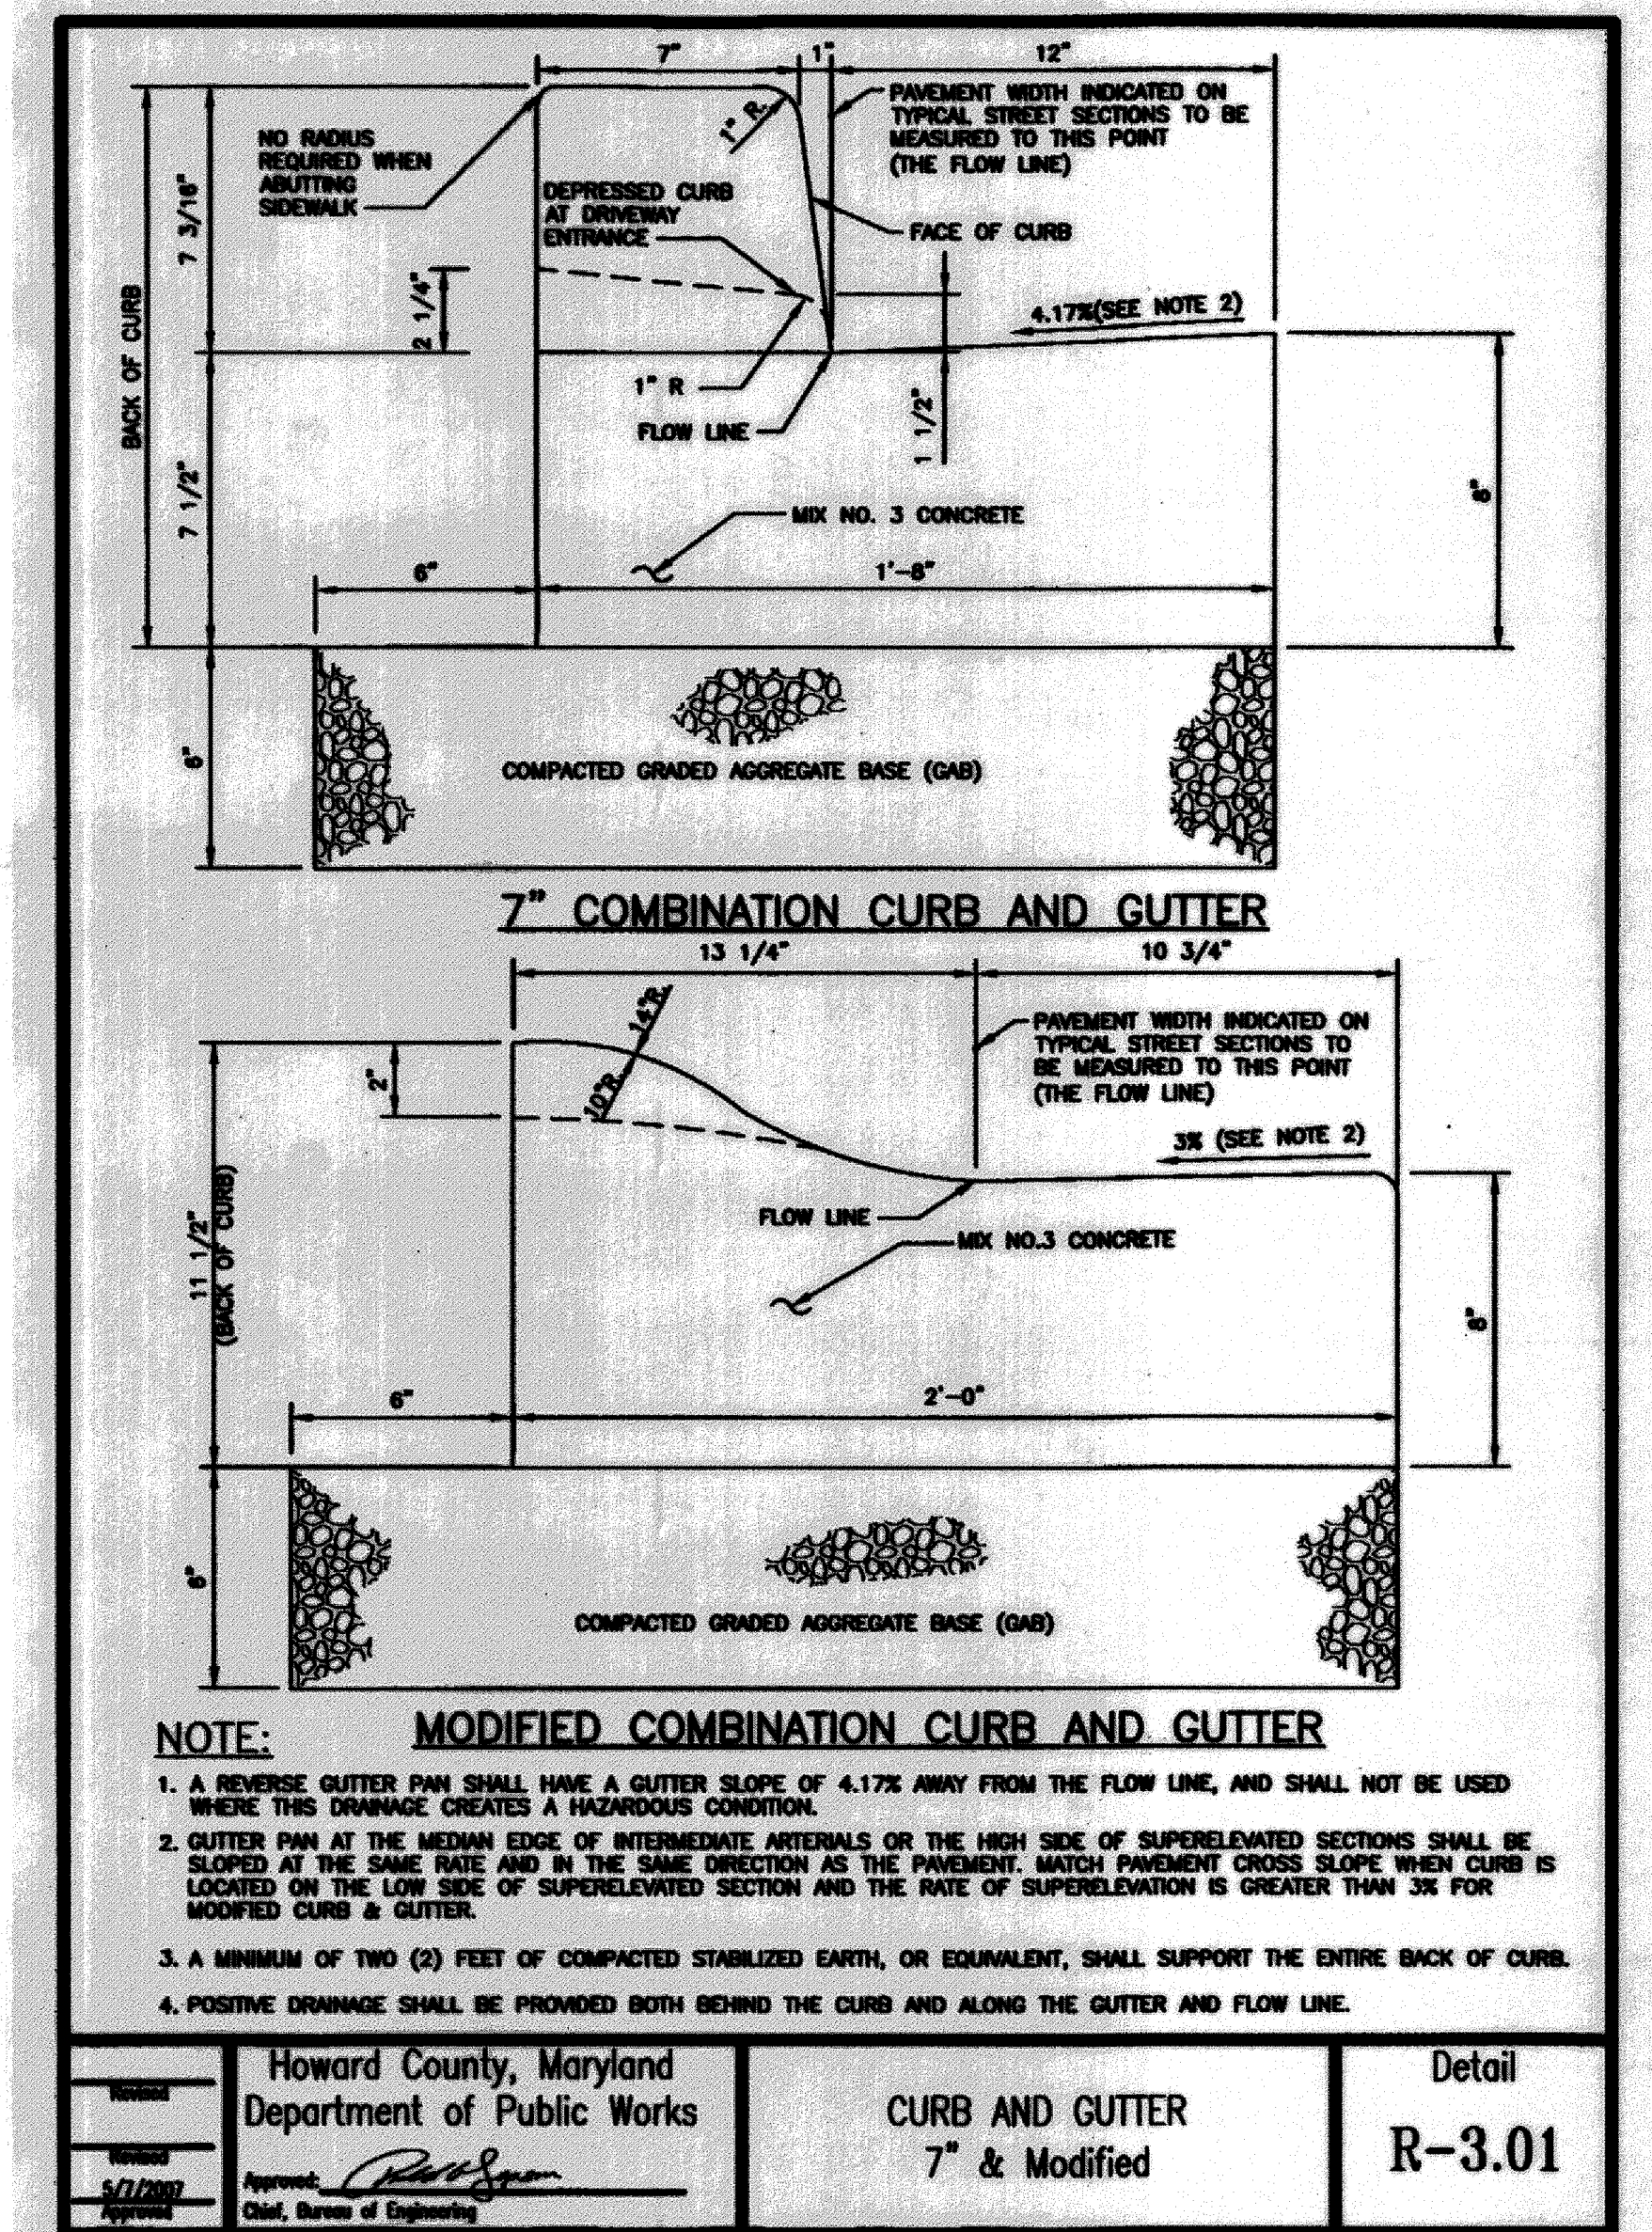 7" 1" 12"
PAVEMENT WIDTH INDICATED ON
TYPICAL STREET SECTIONS TO BE
MEASURED TO THIS POINT
(THE FLOW LINE)
1" R.
NO RADIUS
REQUIRED WHEN
ABUTTING
SIDEWALK
DEPRESSED CURB
AT DRIVEWAY
ENTRANCE
FACE OF CURB
7 3/16"
BACK OF CURB
2 1/4"
4.17%(SEE NOTE 2)
1" R
FLOW LINE
1 1/2"
7 1/2"
8"
MIX NO. 3 CONCRETE
6" 1'-8"
6"
COMPACTED GRADED AGGREGATE BASE (GAB)
7" COMBINATION CURB AND GUTTER
13 1/4" 10 3/4"
14"R.
10"R.
PAVEMENT WIDTH INDICATED ON
TYPICAL STREET SECTIONS TO
BE MEASURED TO THIS POINT
(THE FLOW LINE)
2"
3% (SEE NOTE 2)
FLOW LINE
MIX NO.3 CONCRETE
11 1/2"
(BACK OF CURB)
8"
6" 2'-0"
6"
COMPACTED GRADED AGGREGATE BASE (GAB)
MODIFIED COMBINATION CURB AND GUTTER
NOTE:
1. A REVERSE GUTTER PAN SHALL HAVE A GUTTER SLOPE OF 4.17% AWAY FROM THE FLOW LINE, AND SHALL NOT BE USED
WHERE THIS DRAINAGE CREATES A HAZARDOUS CONDITION.
2. GUTTER PAN AT THE MEDIAN EDGE OF INTERMEDIATE ARTERIALS OR THE HIGH SIDE OF SUPERELEVATED SECTIONS SHALL BE
SLOPED AT THE SAME RATE AND IN THE SAME DIRECTION AS THE PAVEMENT. MATCH PAVEMENT CROSS SLOPE WHEN CURB IS
LOCATED ON THE LOW SIDE OF SUPERELEVATED SECTION AND THE RATE OF SUPERELEVATION IS GREATER THAN 3% FOR
MODIFIED CURB & GUTTER.
3. A MINIMUM OF TWO (2) FEET OF COMPACTED STABILIZED EARTH, OR EQUIVALENT, SHALL SUPPORT THE ENTIRE BACK OF CURB.
4. POSITIVE DRAINAGE SHALL BE PROVIDED BOTH BEHIND THE CURB AND ALONG THE GUTTER AND FLOW LINE.
Revised
Revised
5/7/2007
Approved
Howard County, Maryland
Department of Public Works
Approved:
Chief, Bureau of Engineering
CURB AND GUTTER
7" & Modified
Detail
R-3.01